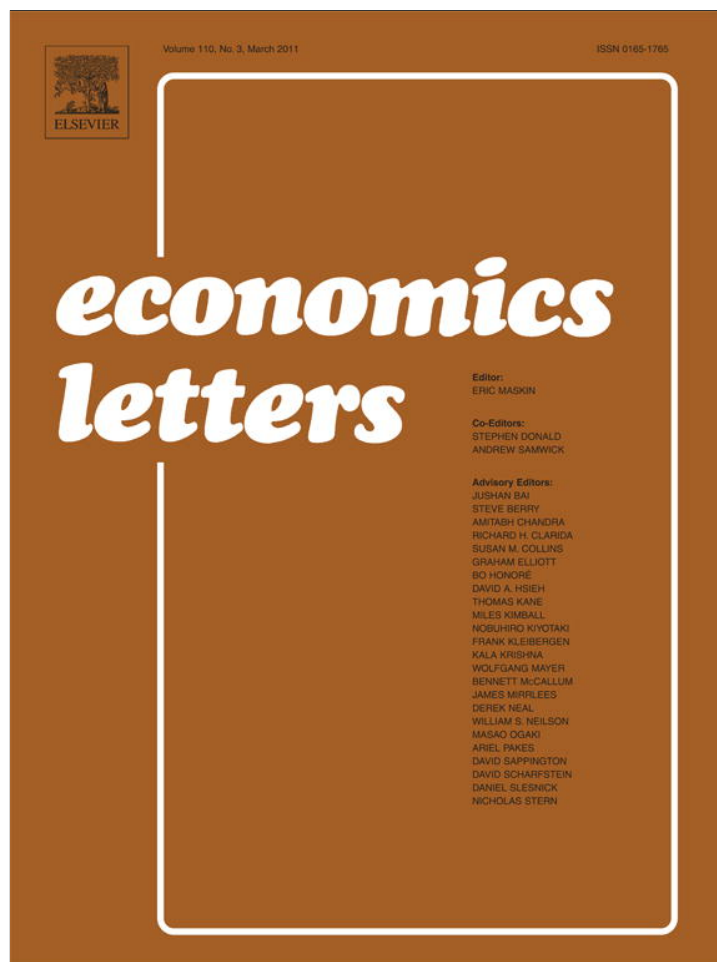 Volume 110, No. 3, March 2011
ISSN 0165-1765
ELSEVIER
economics
letters
Editor:
ERIC MASKIN
Co-Editors:
STEPHEN DONALD
ANDREW SAMWICK
Advisory Editors:
JUSHAN BAI
STEVE BERRY
AMITABH CHANDRA
RICHARD H. CLARIDA
SUSAN M. COLLINS
GRAHAM ELLIOTT
BO HONORÉ
DAVID A. HSIEH
THOMAS KANE
MILES KIMBALL
NOBUHIRO KIYOTAKI
FRANK KLEIBERGEN
KALA KRISHNA
WOLFGANG MAYER
BENNETT McCALLUM
JAMES MIRRLEES
DEREK NEAL
WILLIAM S. NEILSON
MASAO OGAKI
ARIEL PAKES
DAVID SAPPINGTON
DAVID SCHARFSTEIN
DANIEL SLESNICK
NICHOLAS STERN